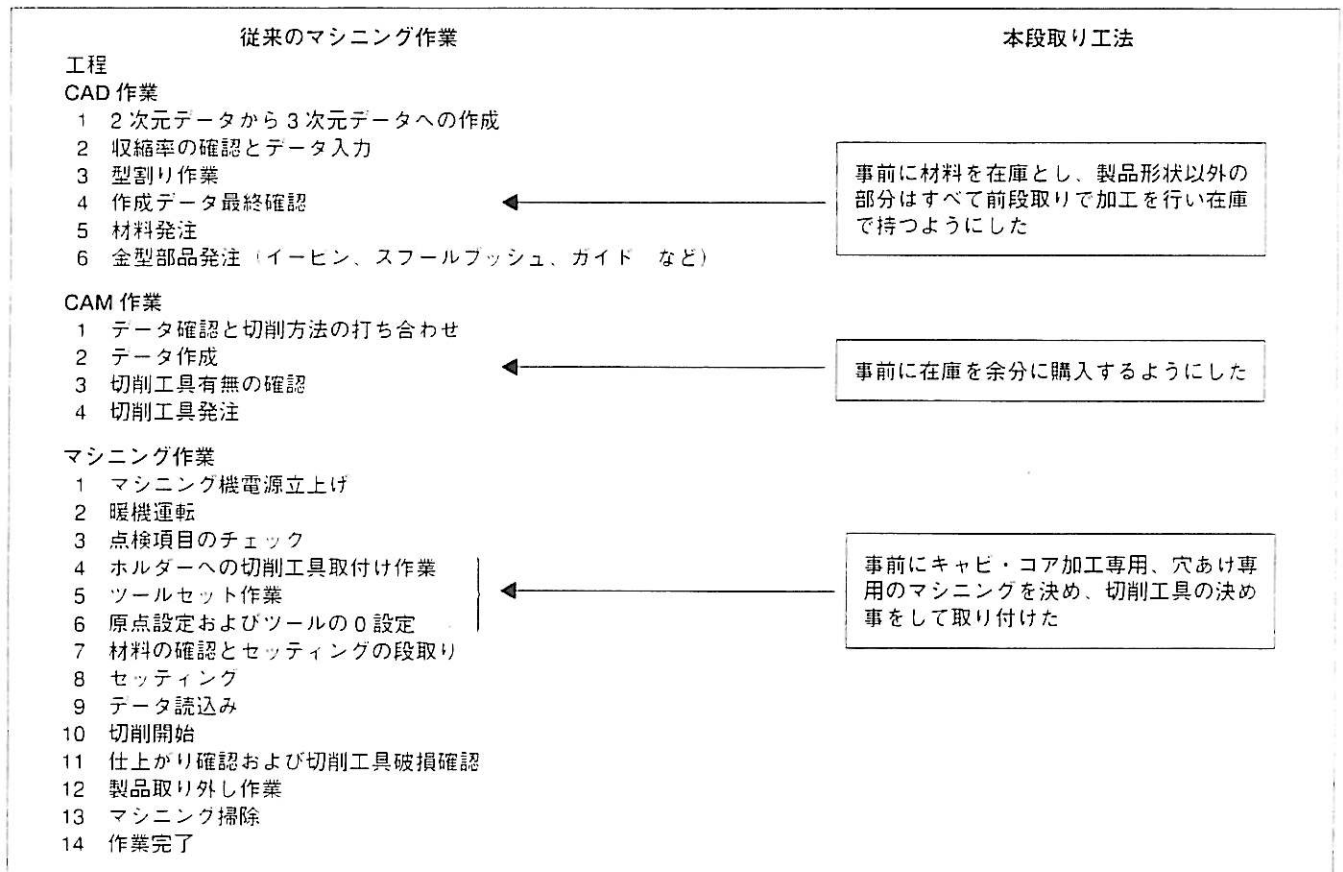 従来のマシニング作業
本段取り工法
工程
CAD 作業
1 2次元データから3次元データへの作成
2 収縮率の確認とデータ入力
3 型割り作業
4 作成データ最終確認
5 材料発注
6 金型部品発注（イーピン、スプールブッシュ、ガイド など）
事前に材料を在庫とし、製品形状以外の
部分はすべて前段取りで加工を行い在庫
で持つようにした
CAM 作業
1 データ確認と切削方法の打ち合わせ
2 データ作成
3 切削工具有無の確認
4 切削工具発注
事前に在庫を余分に購入するようにした
マシニング作業
1 マシニング機電源立上げ
2 暖機運転
3 点検項目のチェック
4 ホルダーへの切削工具取付け作業
5 ツールセット作業
6 原点設定およびツールの0設定
7 材料の確認とセッティングの段取り
8 セッティング
9 データ読込み
10 切削開始
11 仕上がり確認および切削工具破損確認
12 製品取り外し作業
13 マシニング掃除
14 作業完了
事前にキャビ・コア加工専用、穴あけ専
用のマシニングを決め、切削工具の決め
事をして取り付けた